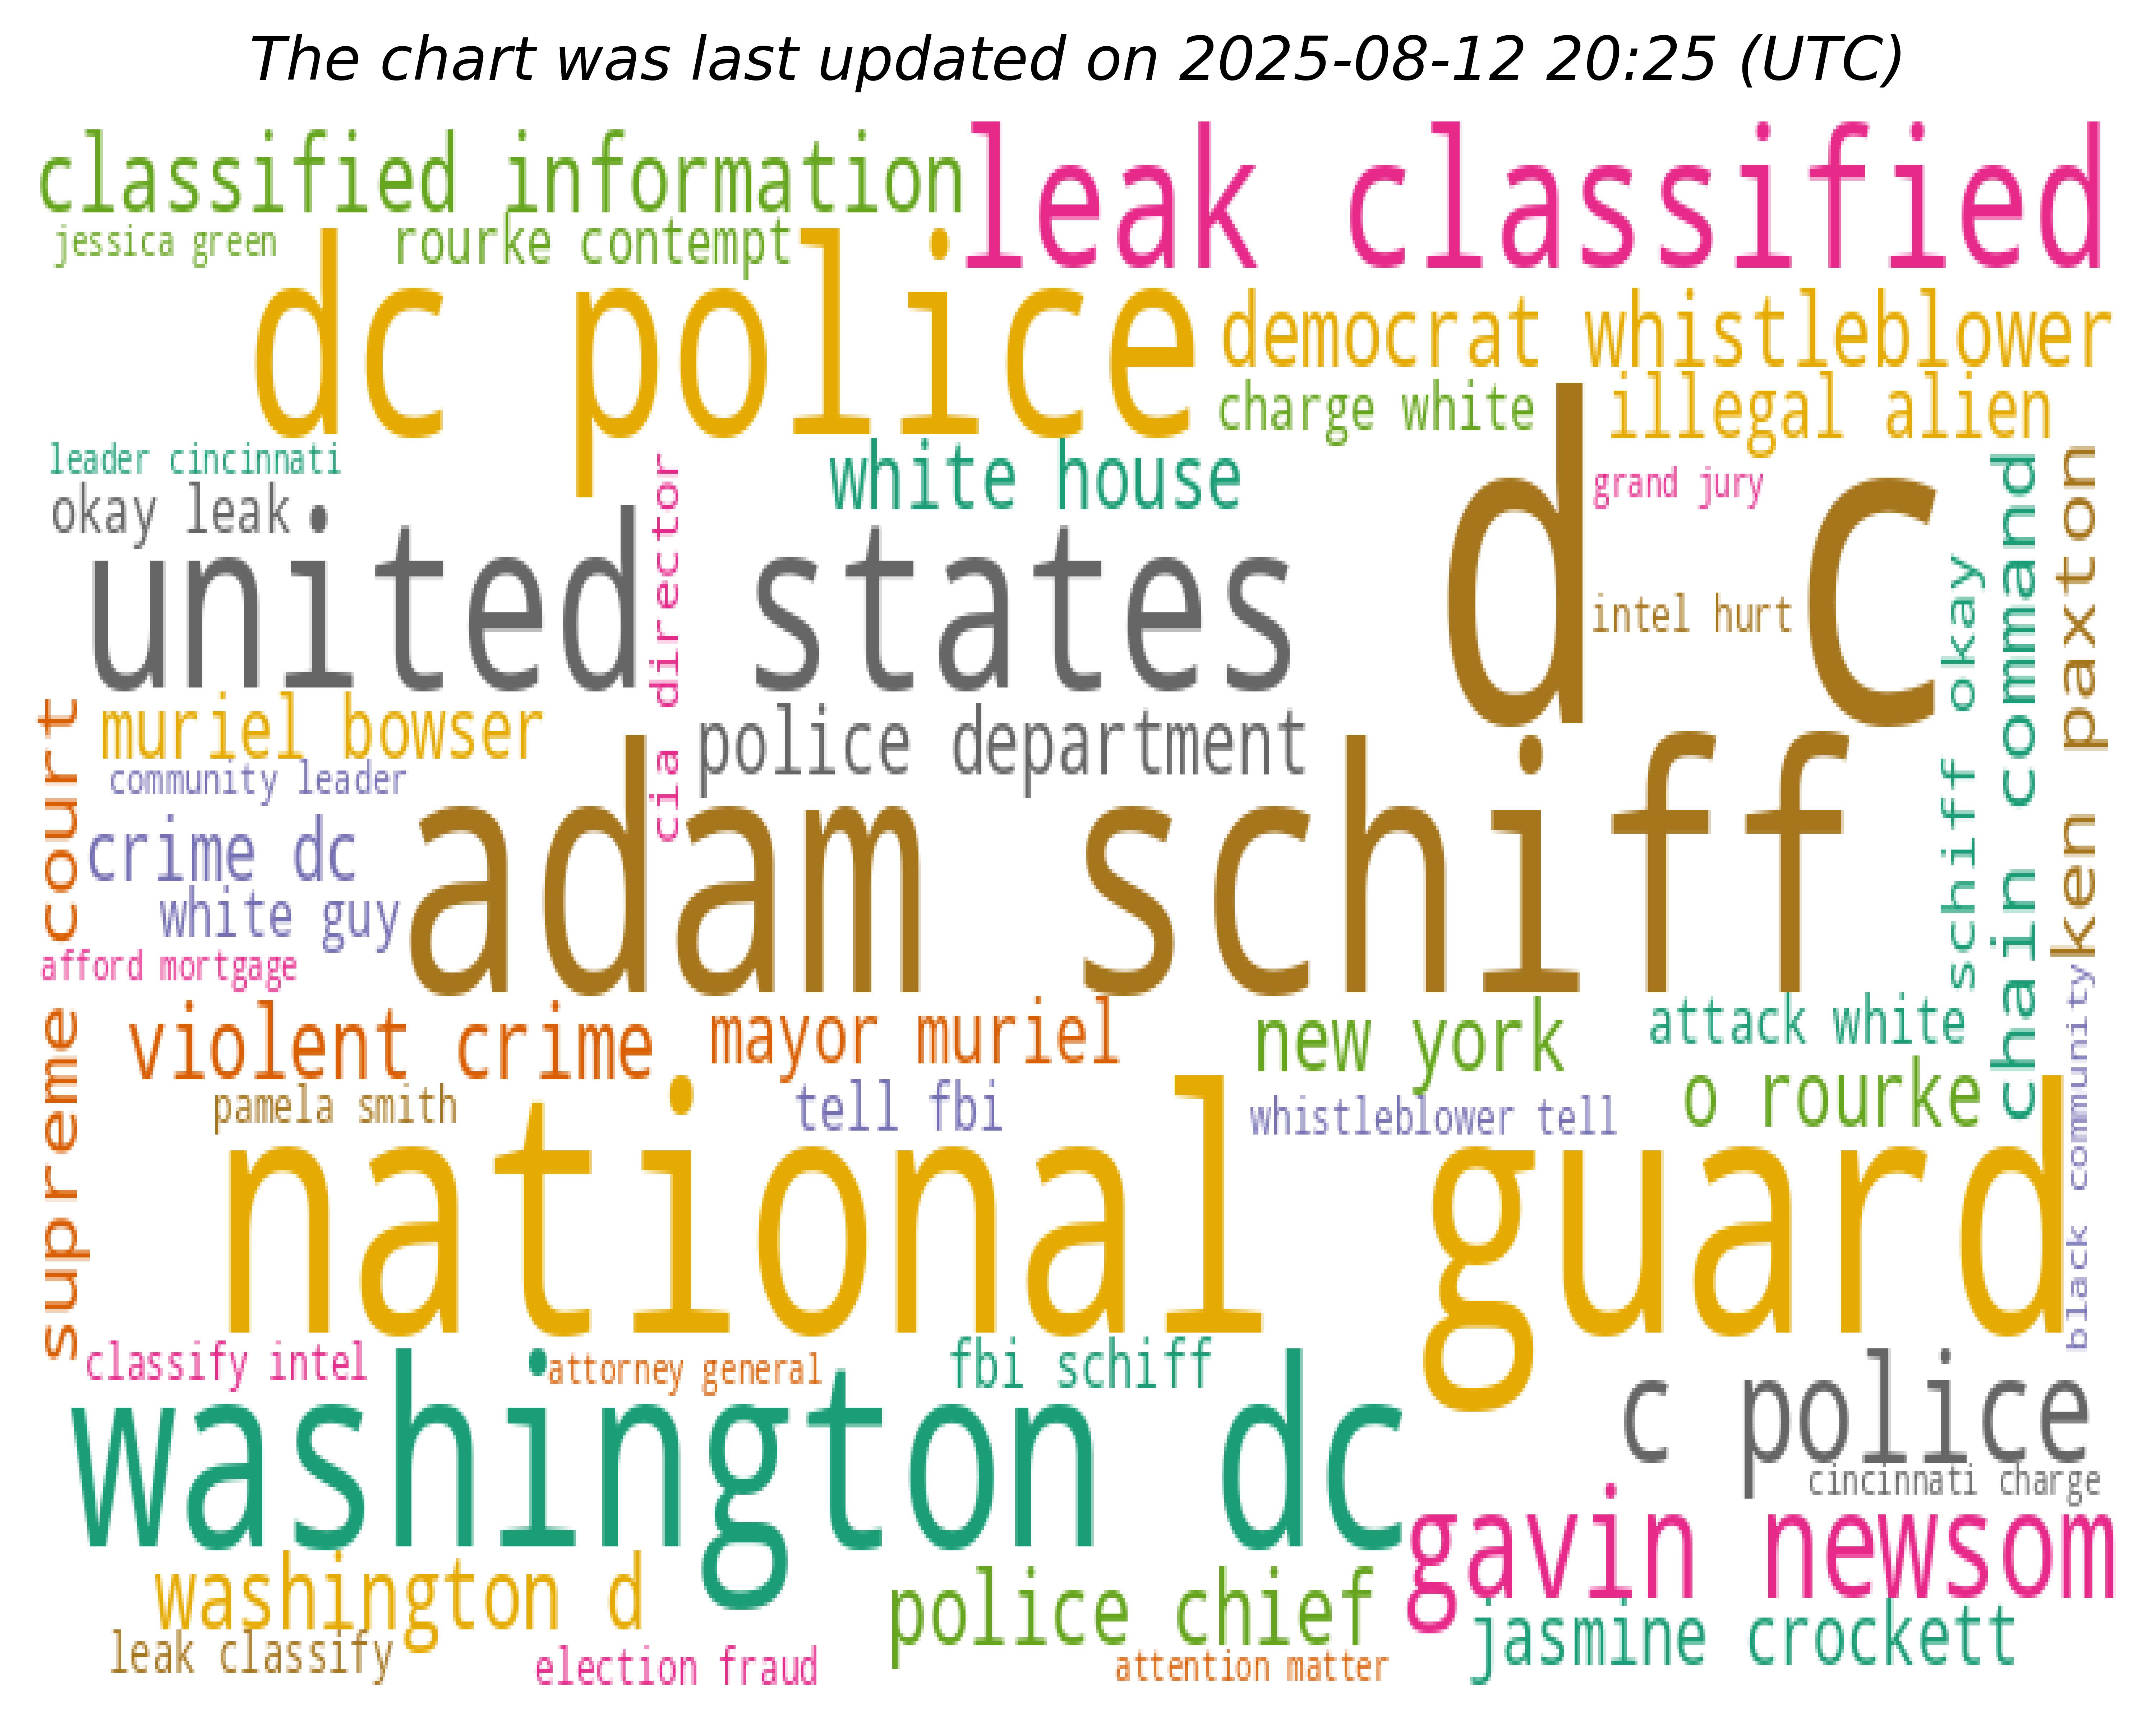 The chart was last updated on 2025-08-12 20:25 (UTC)
classified information
leak classified
jessica green
rourke contempt
dc police
democrat whistleblower
charge white
illegal alien
leader cincinnati
white house
grand jury
okay leak
united states
cia director
d c
intel hurt
schiff okay
chain command
ken paxton
muriel bowser
police department
community leader
supreme court
crime dc
adam schiff
white guy
afford mortgage
violent crime
mayor muriel
new york
attack white
pamela smith
tell fbi
whistleblower tell
o rourke
black community
national guard
classify intel
attorney general
fbi schiff
washington dc
c police
cincinnati charge
gavin newsom
washington d
police chief
jasmine crockett
leak classify
election fraud
attention matter